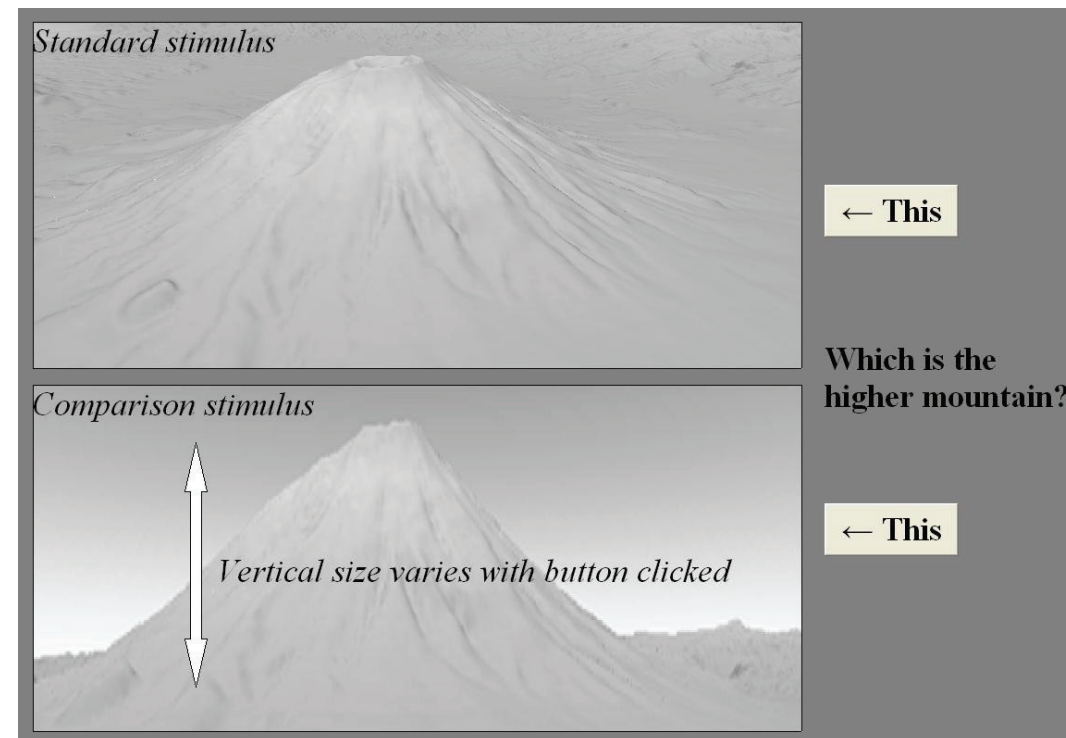 Standard stimulus
← This
Which is the
higher mountain?
Comparison stimulus
← This
Vertical size varies with button clicked